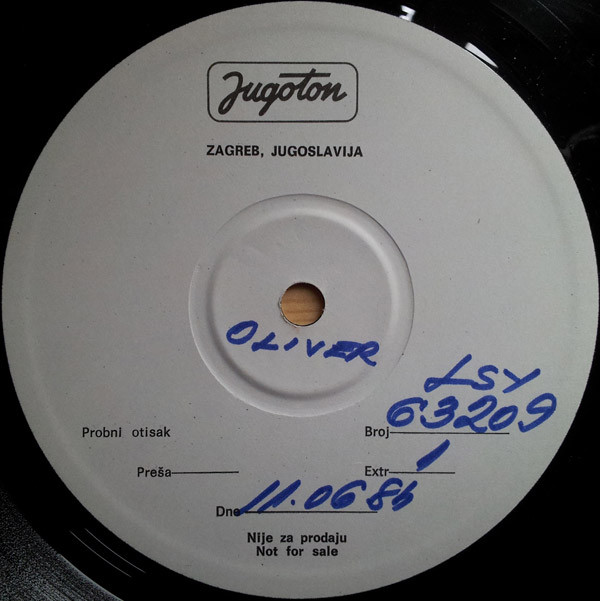 Jugoton
ZAGREB, JUGOSLAVIJA
OLIVER
LSY
Probni otisak
Broj 63209
Preša
Extr 1
Dne 11.06
Nije za prodaju
Not for sale